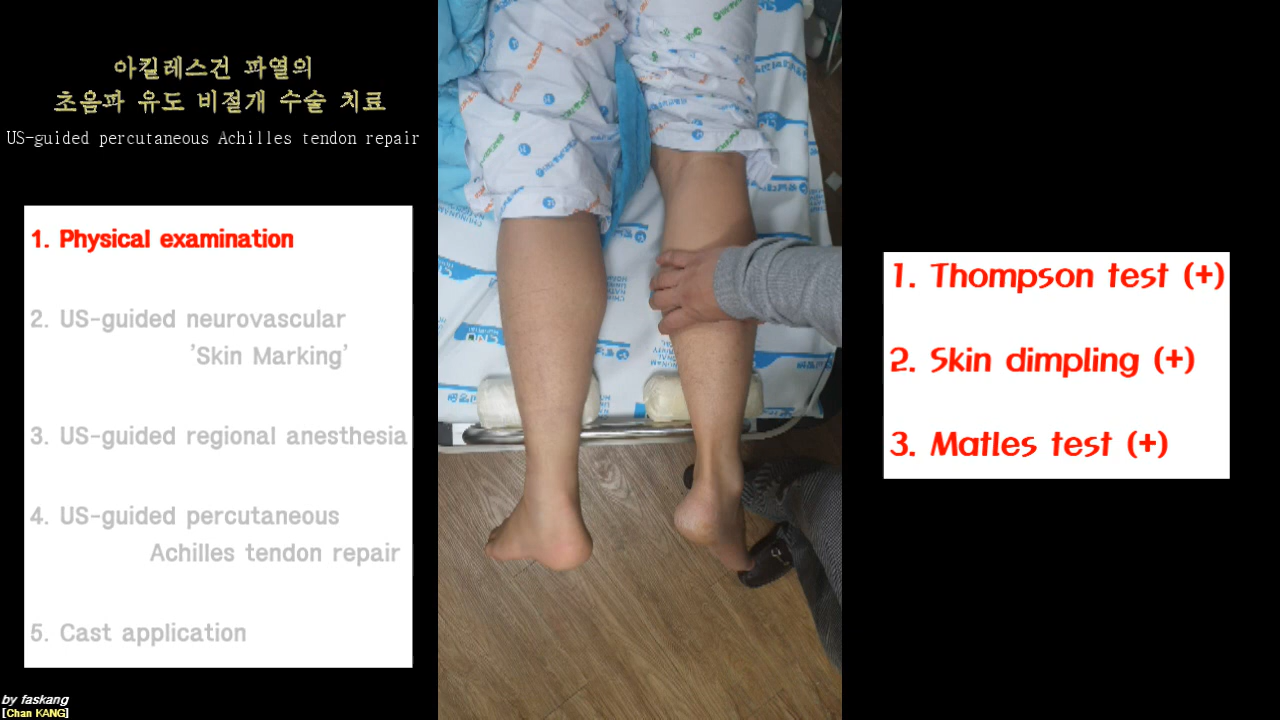 아킬레스건 파열의
초음파 유도 비절개 수술 치료
US-guided percutaneous Achilles tendon repair
1. Physical examination
2. US-guided neurovascular
'Skin Marking'
3. US-guided regional anesthesia
4. US-guided percutaneous
Achilles tendon repair
5. Cast application
by faskang
[Chan KANG]
1. Thompson test (+)
2. Skin dimpling (+)
3. Matles test (+)